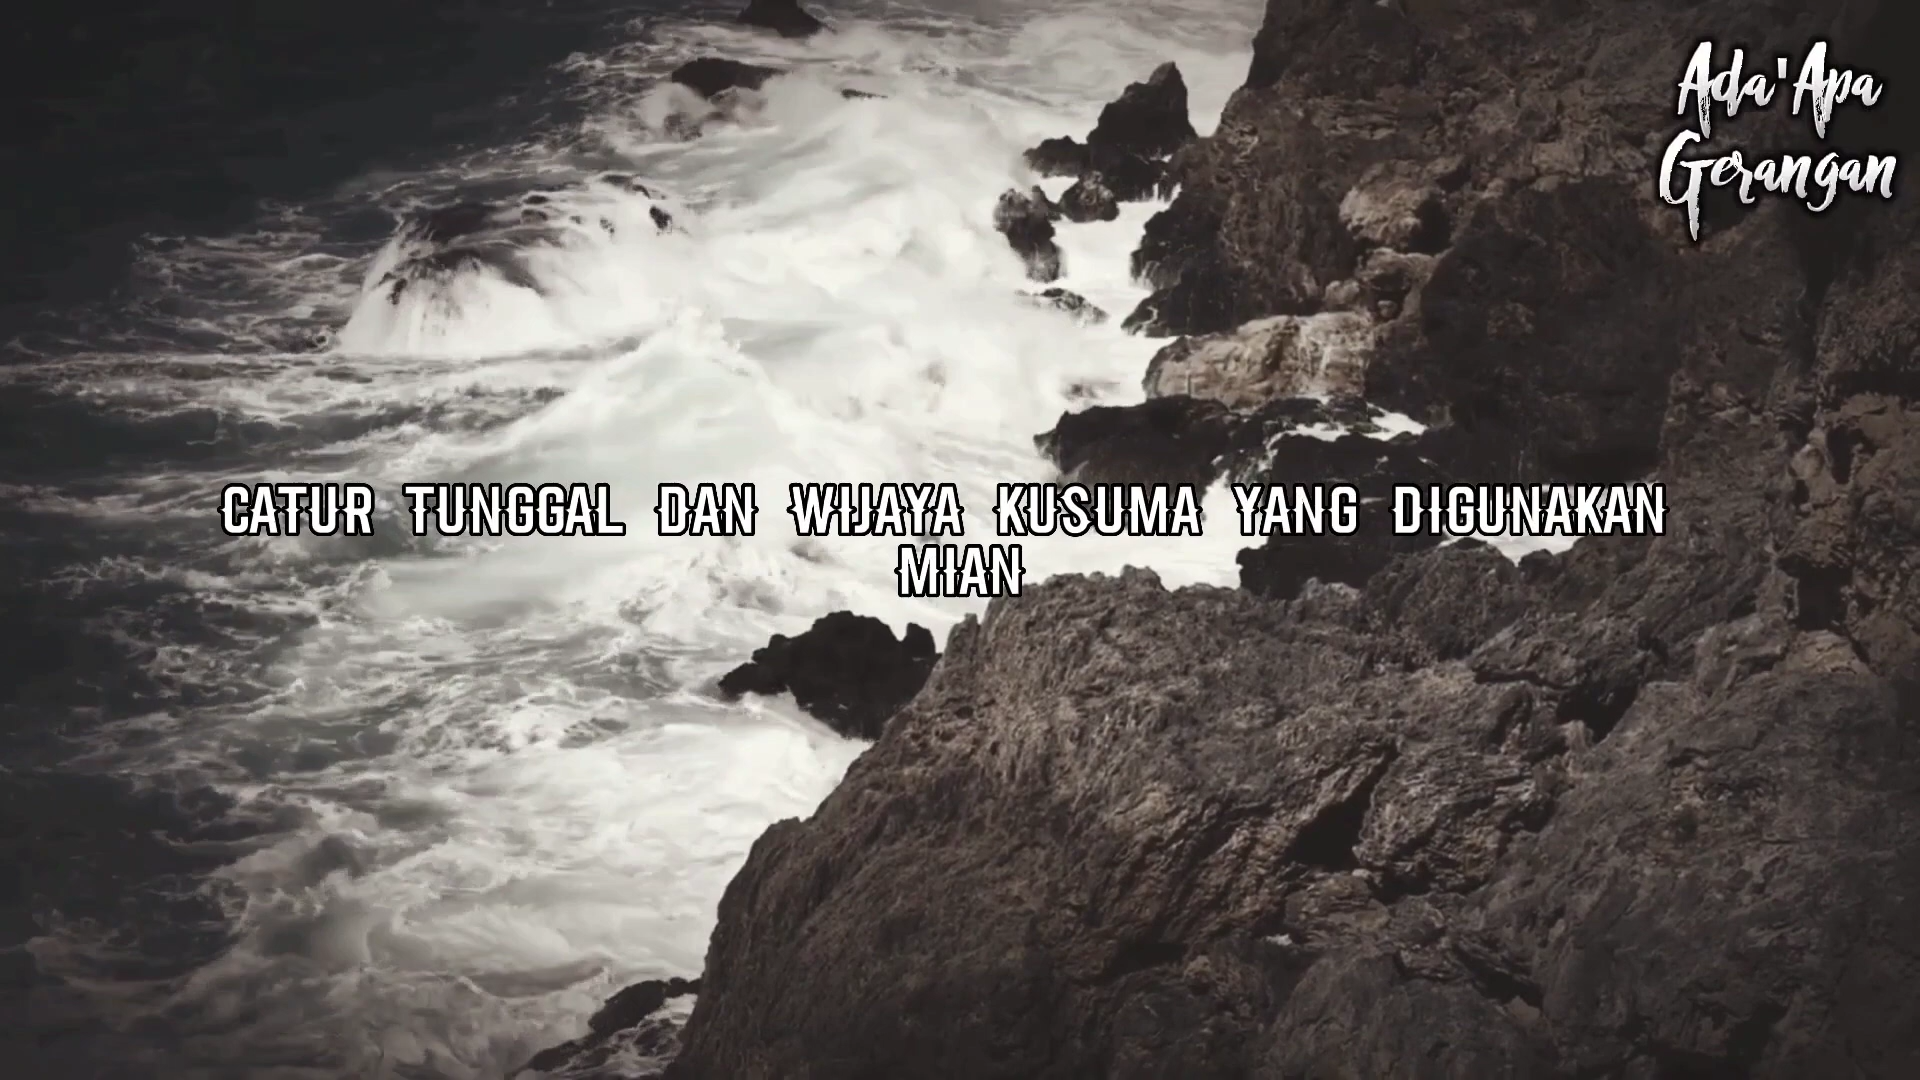 Ada'Apa
Gerangan
CATUR TUNGGAL DAN WIJAYA KUSUMA YANG DIGUNAKAN
MIAN